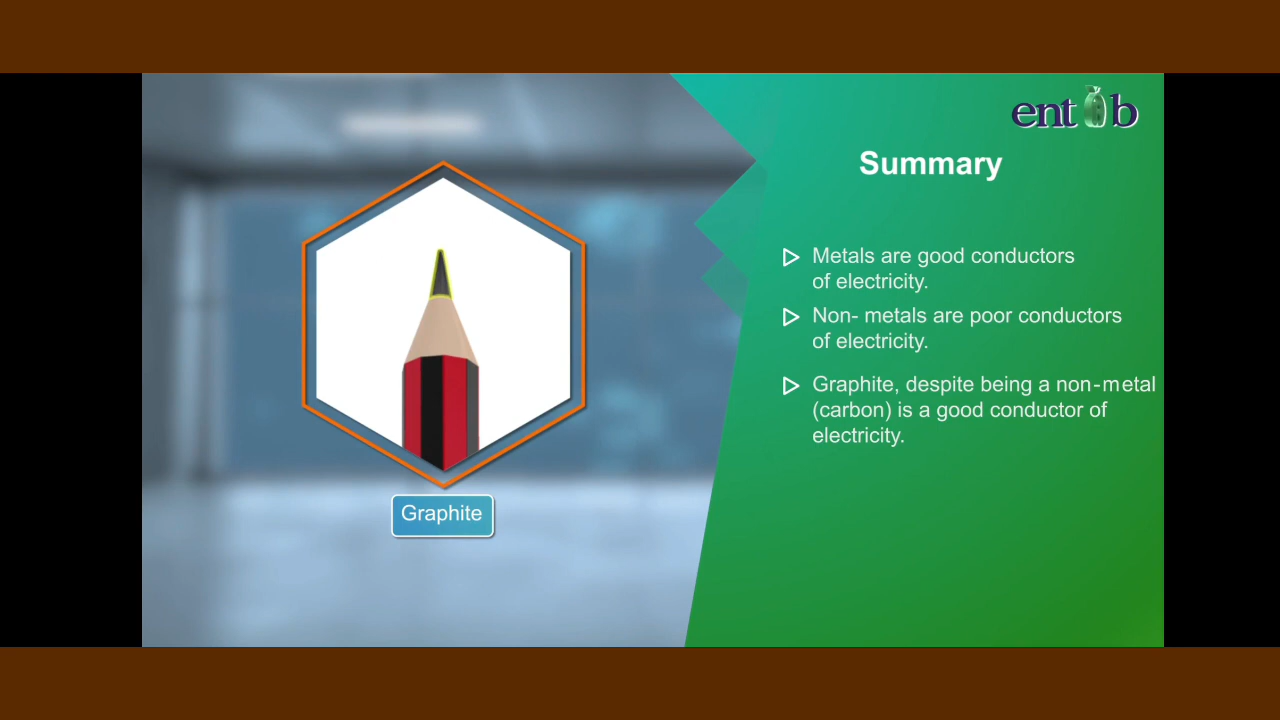 Summary
Metals are good conductors
of electricity.
Non- metals are poor conductors
of electricity.
Graphite, despite being a non-metal
(carbon) is a good conductor of
electricity.
Graphite